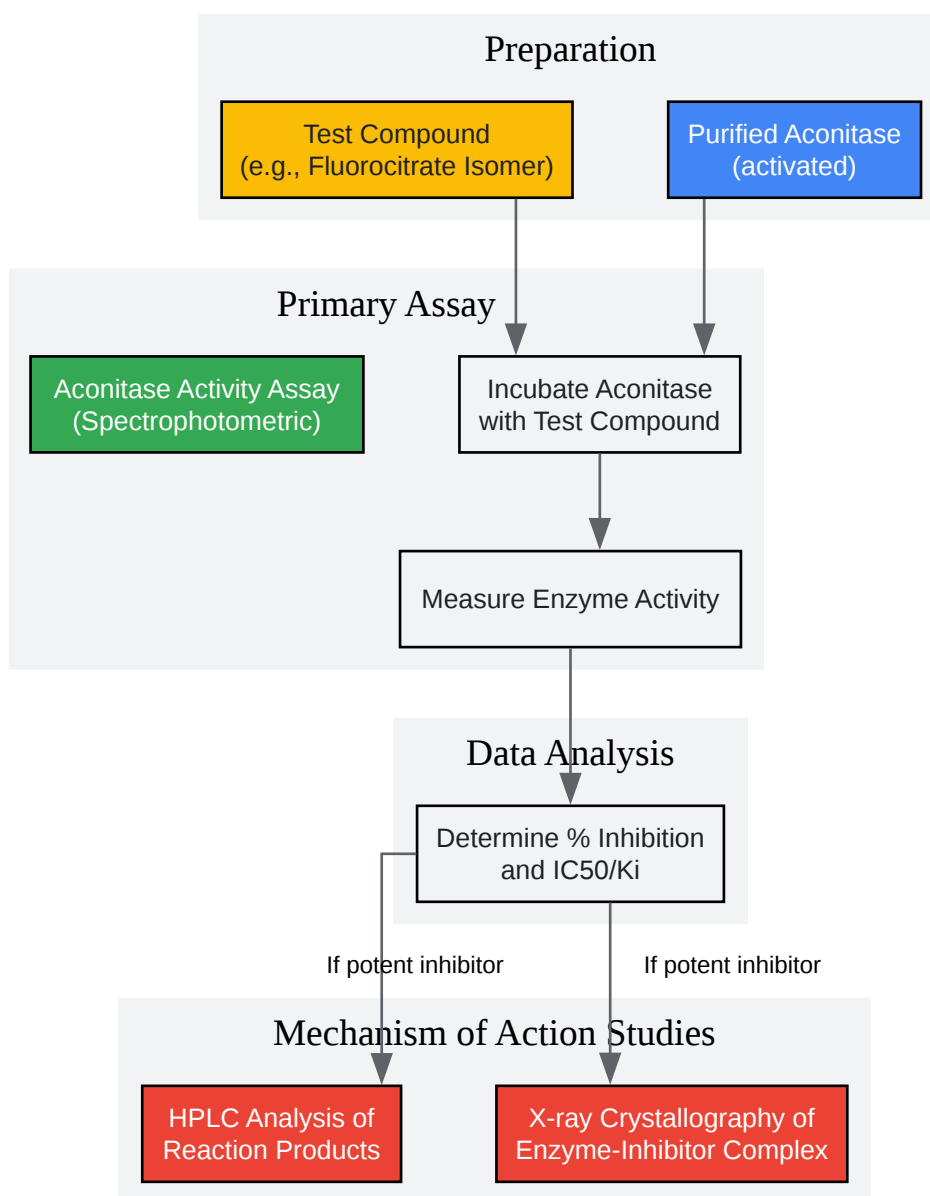 Preparation
Test Compound
(e.g., Fluorocitrate Isomer)
Purified Aconitase
(activated)
Primary Assay
Aconitase Activity Assay
(Spectrophotometric)
Incubate Aconitase
with Test Compound
Measure Enzyme Activity
Data Analysis
Determine % Inhibition
and IC50/Ki
If potent inhibitor
If potent inhibitor
Mechanism of Action Studies
HPLC Analysis of
Reaction Products
X-ray Crystallography of
Enzyme-Inhibitor Complex